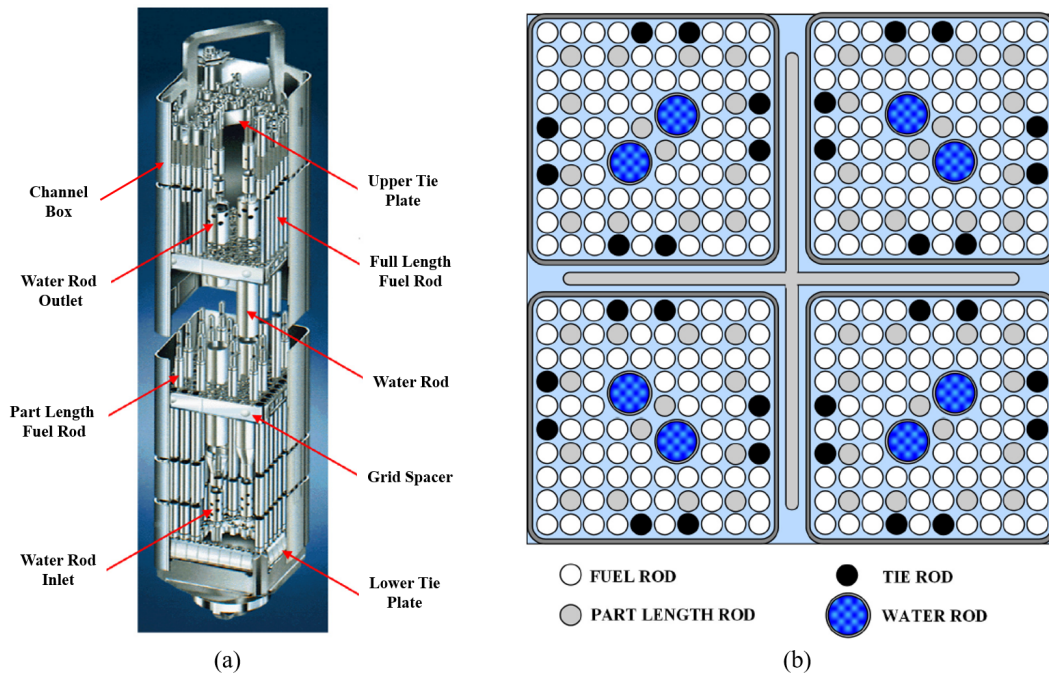 Channel
Box
Water Rod
Outlet
Part Length
Fuel Rod
Water Rod
Inlet
Upper Tie
Plate
Full Length
Fuel Rod
Water Rod
Grid Spacer
Lower Tie
Plate
(a)
FUEL ROD
TIE ROD
PART LENGTH ROD
WATER ROD
(b)